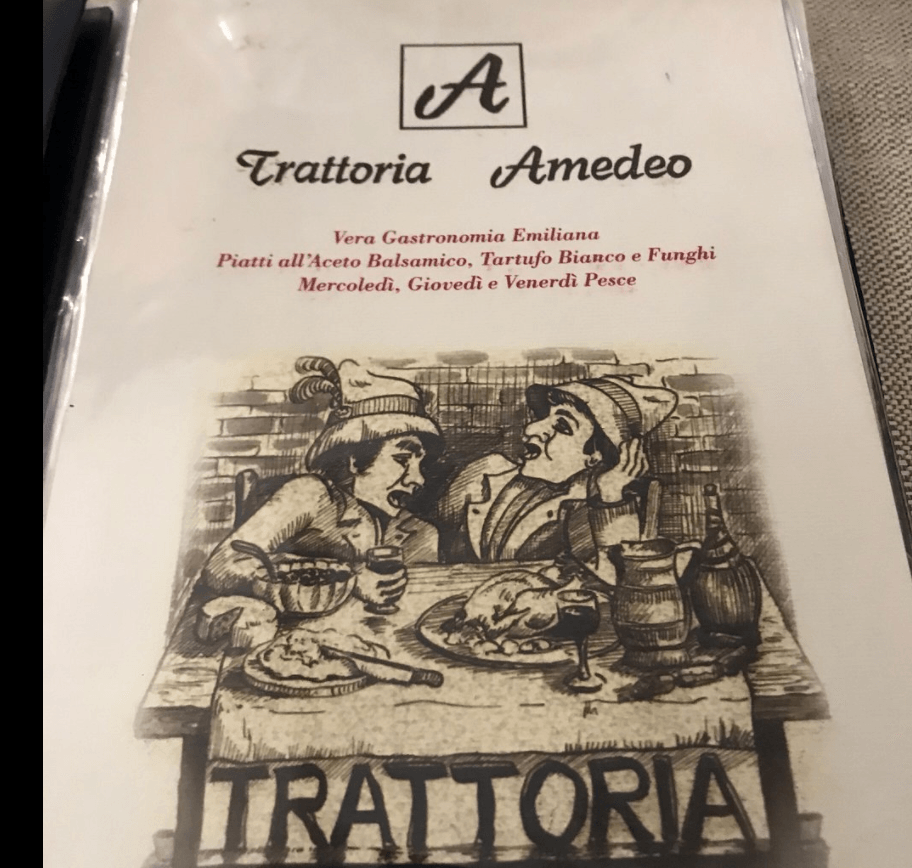 A
Trattoria Amedeo
Vera Gastronomia Emiliana
Piatti all'Aceto Balsamico, Tartufo Bianco e Funghi
Mercoledì, Giovedì e Venerdì Pesce
TRATTORIA